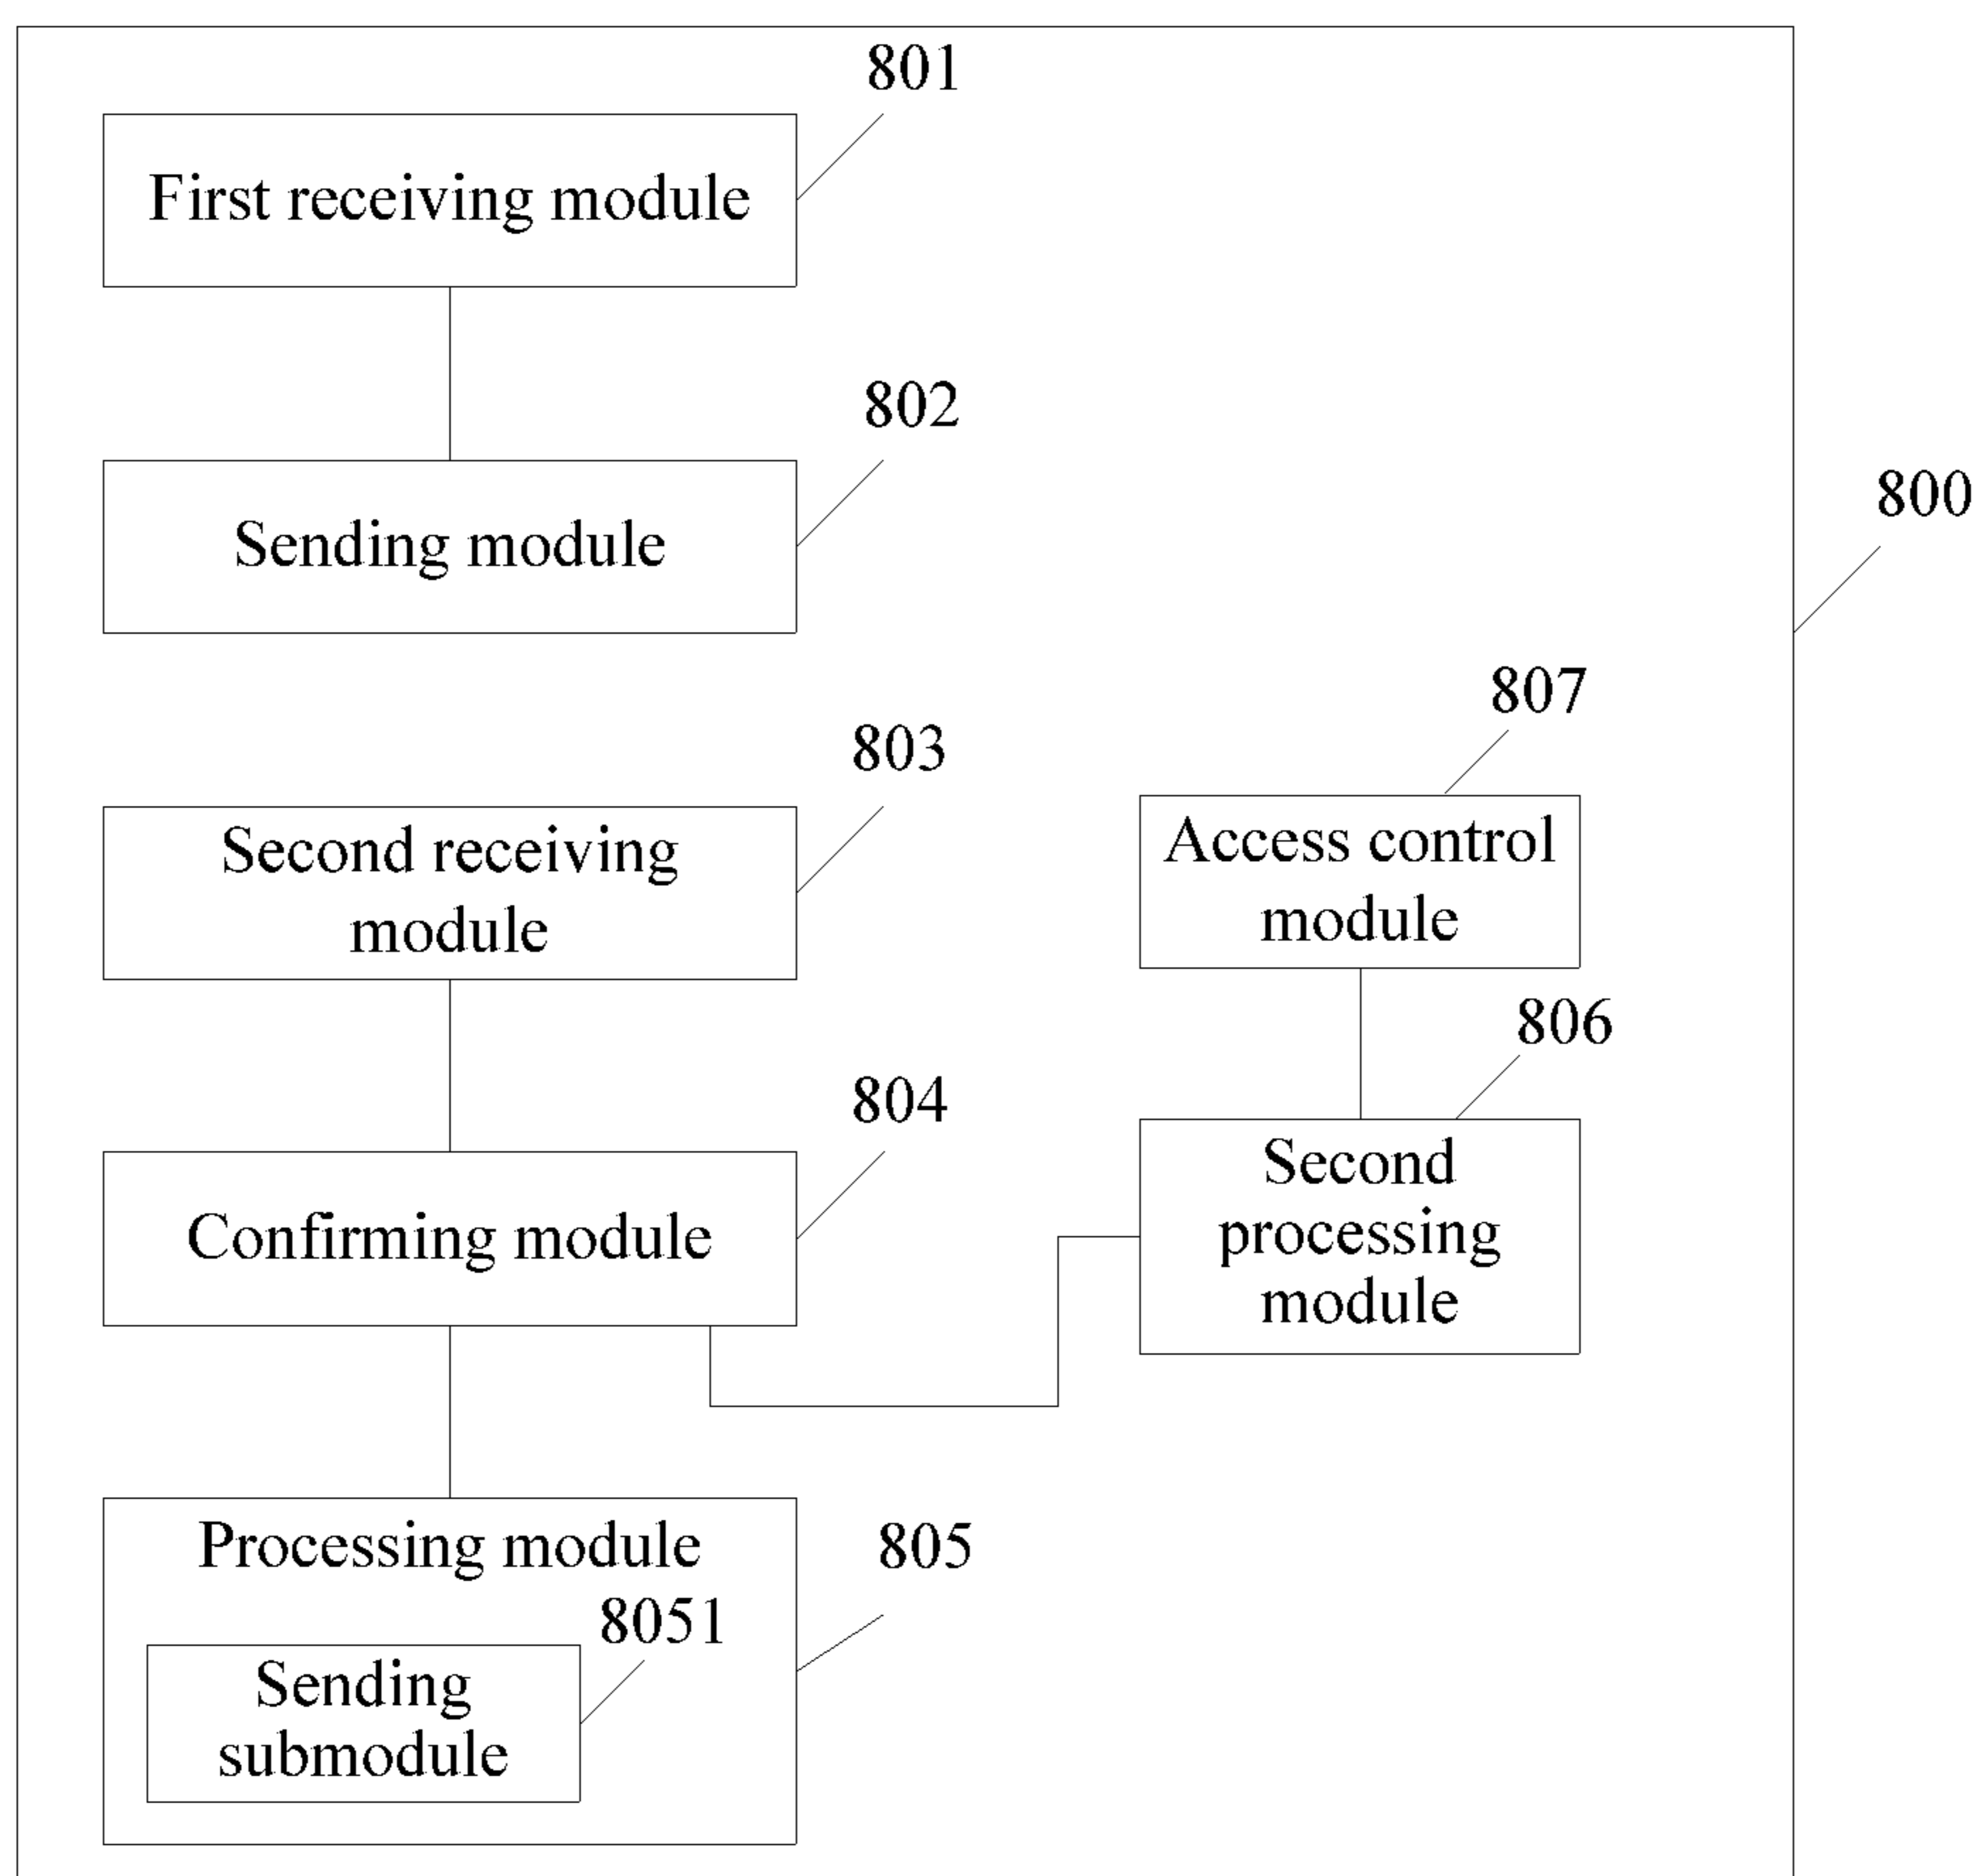 801
First receiving module
802
Sending module
800
807
803
Second receiving
module
Access control
module
806
804
Confirming module
Second
processing
module
805
Processing module
8051
Sending
submodule